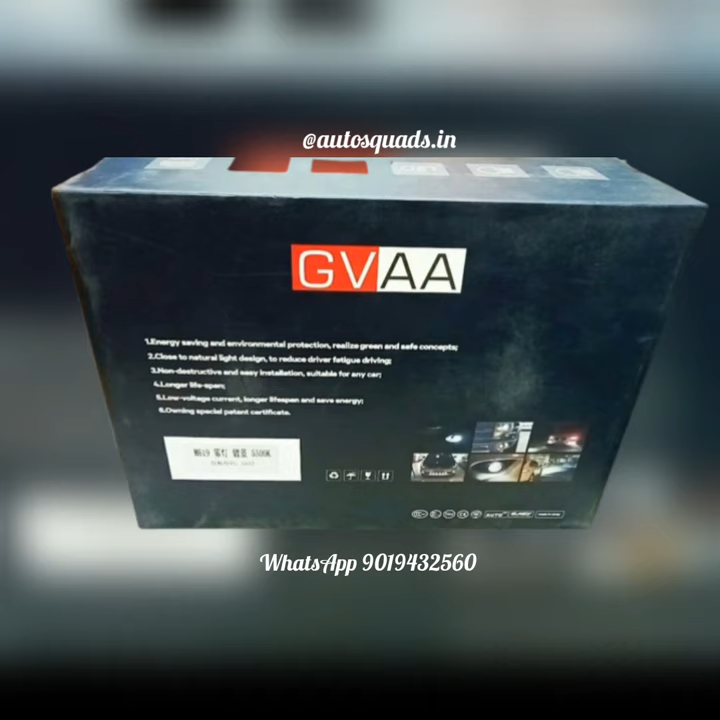 @autosquads.in
GVAA
1.Energy saving and environmental protection, realize green and safe concepts;
2.Close to natural light design, to reduce driver fatigue driving;
3.Non-destructive and easy installation, suitable for any car;
4.Longer life-span;
5.Low-voltage current, longer lifespen and save energy;
6.Owning special patent certificate.
5500K
WhatsApp 9019432560